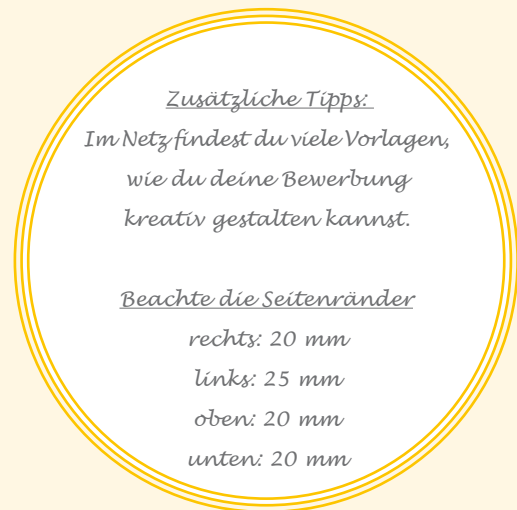 Zusätzliche Tipps:
Im Netz findest du viele Vorlagen,
wie du deine Bewerbung
kreativ gestalten kannst.
Beachte die Seitenränder
rechts: 20 mm
links: 25 mm
oben: 20 mm
unten: 20 mm